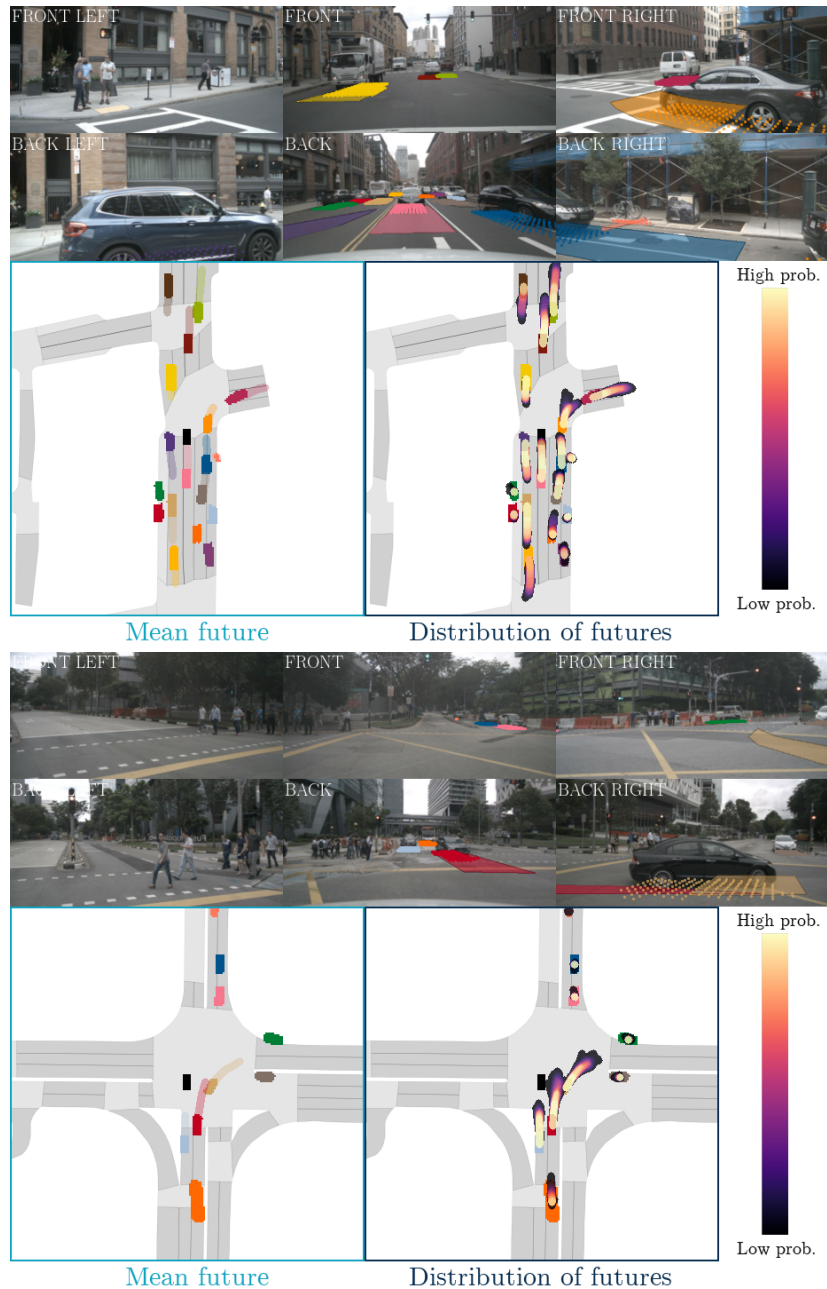 FRONT LEFT
FRONT
FRONT RIGHT
BACK LEFT
BACK
BACK RIGHT
High prob.
Low prob.
Mean future
Distribution of futures
FRONT LEFT
FRONT
FRONT RIGHT
BACK LEFT
BACK
BACK RIGHT
High prob.
Low prob.
Mean future
Distribution of futures